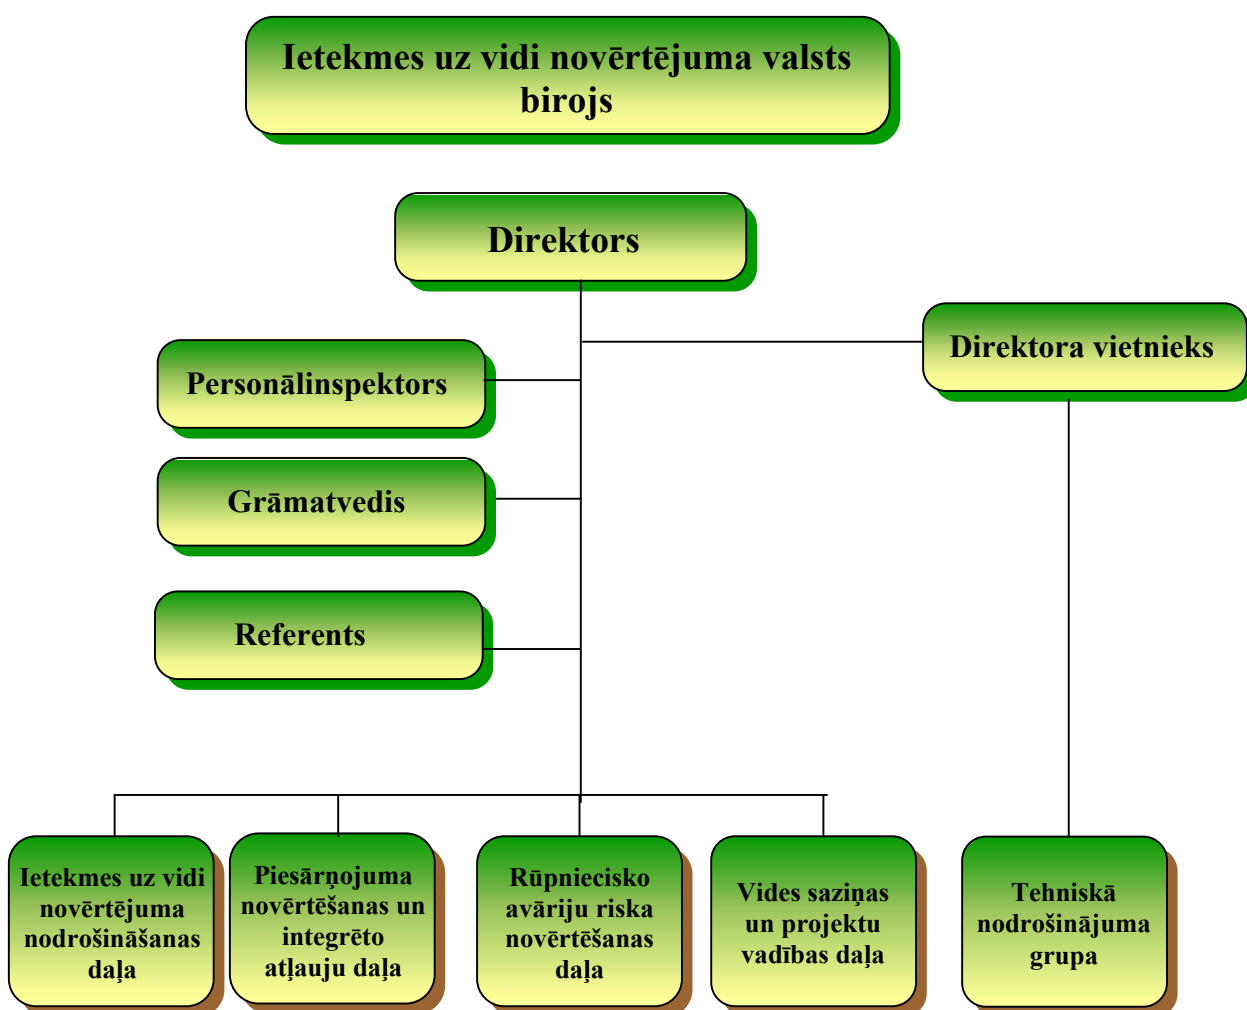 Ietekmes uz vidi novērtējuma valsts
birojs
Direktors
Direktora vietnieks
Personālinspektors
Grāmatvedis
Referents
Ietekmes uz vidi
novērtējuma
nodrošināšanas
daļa
Piesārņojuma
novērtēšanas un
integrēto
atļauju daļa
Rūpniecisko
avāriju riska
novērtēšanas
daļa
Vides saziņas
un projektu
vadības daļa
Tehniskā
nodrošinājuma
grupa